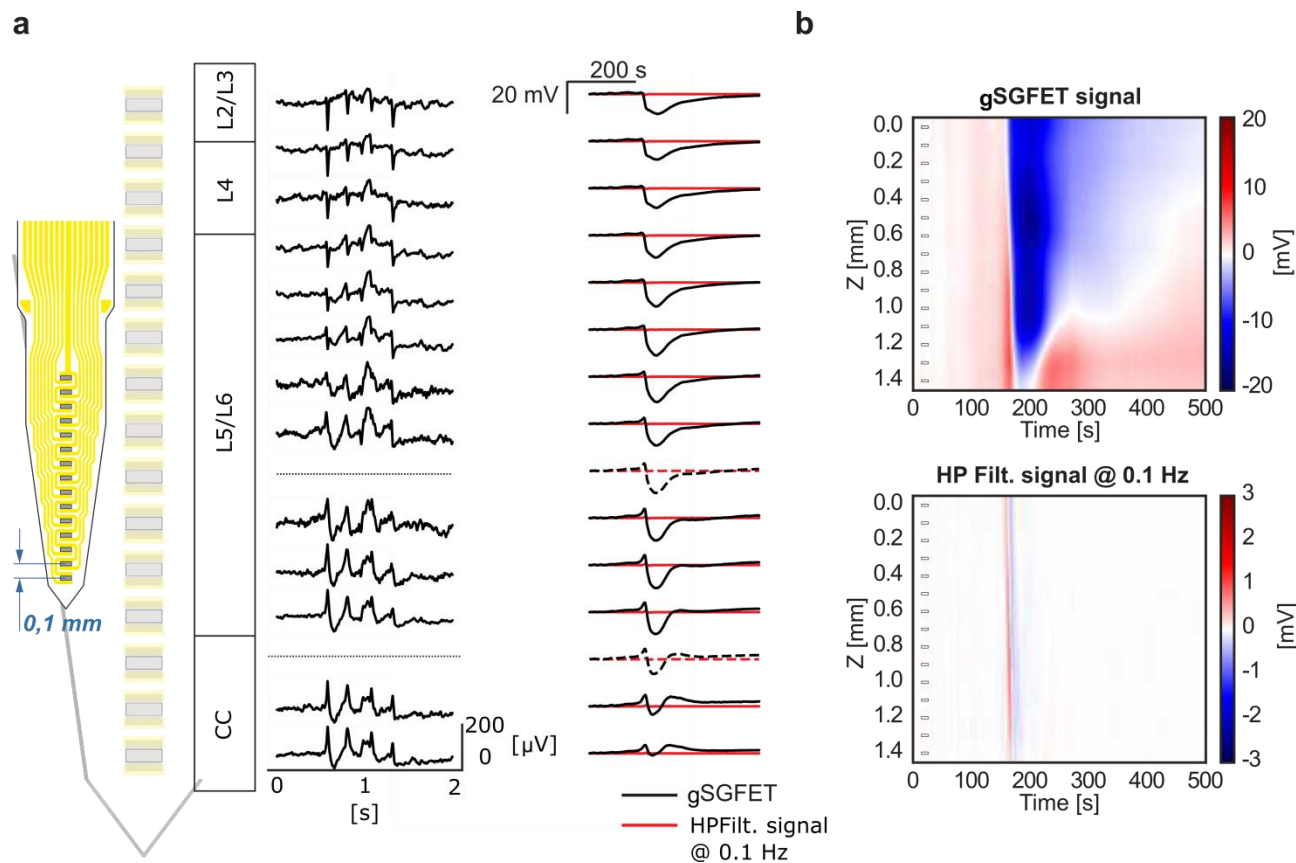 a
L2/L3
L4
L5/L6
CC
0,1 mm
200
0
[µV]
0
1
2
[s]
200 s
20 mV
gSGFET
HPFilt. signal
@ 0.1 Hz
b
gSGFET signal
0.0
0.2
0.4
0.6
0.8
1.0
1.2
1.4
Z [mm]
0 100 200 300 400 500
Time [s]
20
10
0
-10
-20
[mV]
HP Filt. signal @ 0.1 Hz
0.0
0.2
0.4
0.6
0.8
1.0
1.2
1.4
Z [mm]
0 100 200 300 400 500
Time [s]
3
2
1
0
-1
-2
-3
[mV]